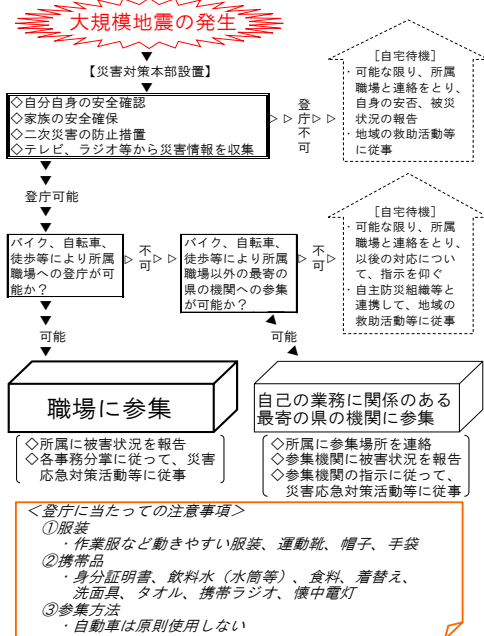 大規模地震の発生
▼
【災害対策本部設置】
▼
◇自分自身の安全確認
◇家族の安全確保
◇二次災害の防止措置
◇テレビ、ラジオ等から災害情報を収集
▷▷登庁不可▷▷
［自宅待機］
・可能な限り、所属
職場と連絡をとり、
自身の安否、被災
状況の報告
・地域の救助活動等
に従事
▼
▼
登庁可能
▼
▼
バイク、自転車、
徒歩等により所属
職場への登庁が可
能か？
▷不可▷
バイク、自転車、
徒歩等により所属
職場以外の最寄の
県の機関への参集
が可能か？
▷不可▷
［自宅待機］
・可能な限り、所属
職場と連絡をとり、
以後の対応につい
て、指示を仰ぐ
・自主防災組織等と
連携して、地域の
救助活動等に従事
▼
▼
可能
▼
職場に参集
◇所属に被害状況を報告
◇各事務分掌に従って、災害
応急対策活動等に従事
▲
可能
▲
自己の業務に関係のある
最寄の県の機関に参集
◇所属に参集場所を連絡
◇参集機関に被害状況を報告
◇参集機関の指示に従って、
災害応急対策活動等に従事
＜登庁に当たっての注意事項＞
①服装
・作業服など動きやすい服装、運動靴、帽子、手袋
②携帯品
・身分証明書、飲料水（水筒等）、食料、着替え、
洗面具、タオル、携帯ラジオ、懐中電灯
③参集方法
・自動車は原則使用しない